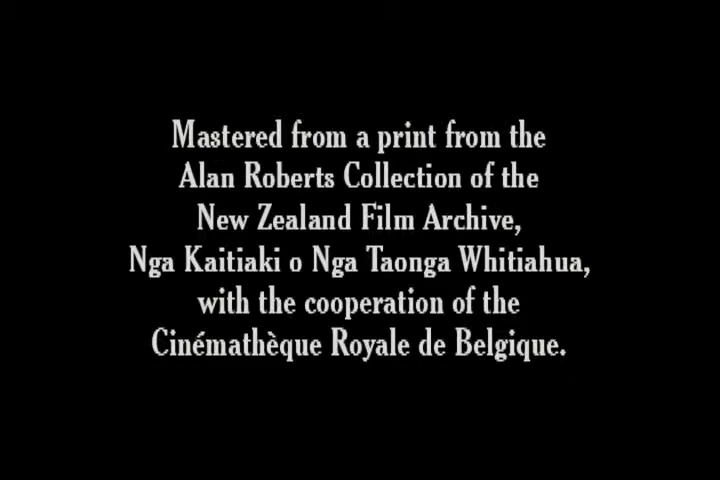 Mastered from a print from the
Alan Roberts Collection of the
New Zealand Film Archive,
Nga Kaitiaki o Nga Taonga Whitiahua,
with the cooperation of the
Cinémathèque Royale de Belgique.